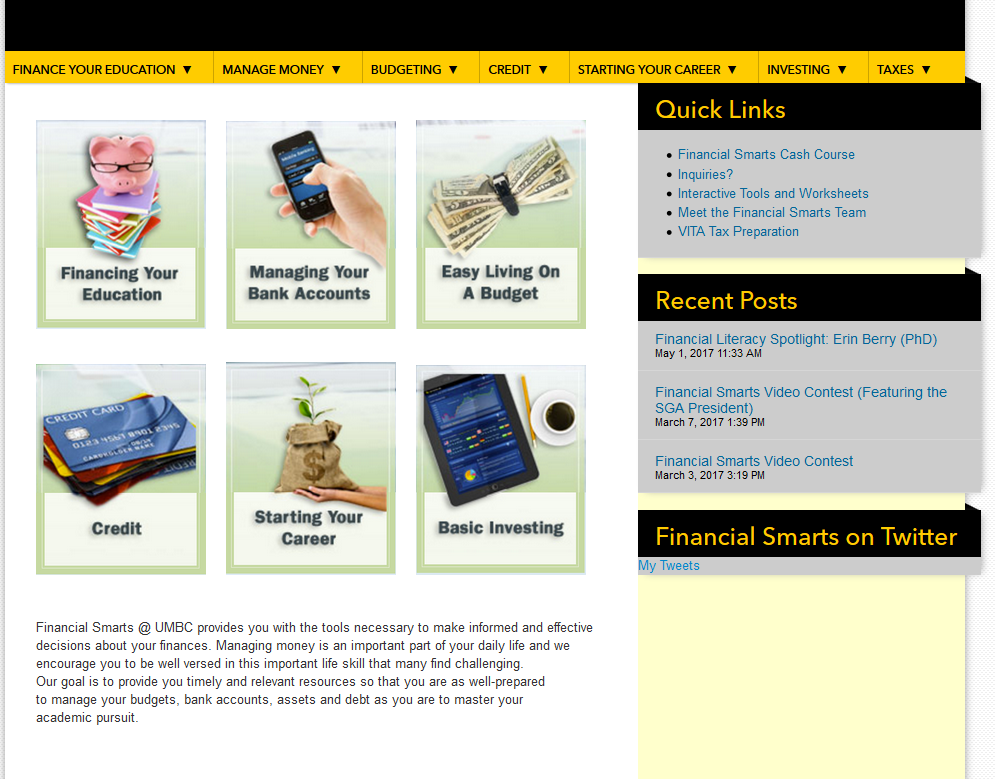 FINANCE YOUR EDUCATION ▼ MANAGE MONEY ▼ BUDGETING ▼ CREDIT ▼ STARTING YOUR CAREER ▼ INVESTING ▼ TAXES ▼
Financing Your
Education
Mobile Banking
Managing Your
Bank Accounts
Easy Living On
A Budget
CREDIT CARD
0123 4567 8901 2345
CARDHOLDER NAME
Credit
$
Starting Your
Career
Basic Investing
Financial Smarts @ UMBC provides you with the tools necessary to make informed and effective
decisions about your finances. Managing money is an important part of your daily life and we
encourage you to be well versed in this important life skill that many find challenging.
Our goal is to provide you timely and relevant resources so that you are as well-prepared
to manage your budgets, bank accounts, assets and debt as you are to master your
academic pursuit.
Quick Links
Financial Smarts Cash Course
Inquiries?
Interactive Tools and Worksheets
Meet the Financial Smarts Team
VITA Tax Preparation
Recent Posts
Financial Literacy Spotlight: Erin Berry (PhD)
May 1, 2017 11:33 AM
Financial Smarts Video Contest (Featuring the
SGA President)
March 7, 2017 1:39 PM
Financial Smarts Video Contest
March 3, 2017 3:19 PM
Financial Smarts on Twitter
My Tweets